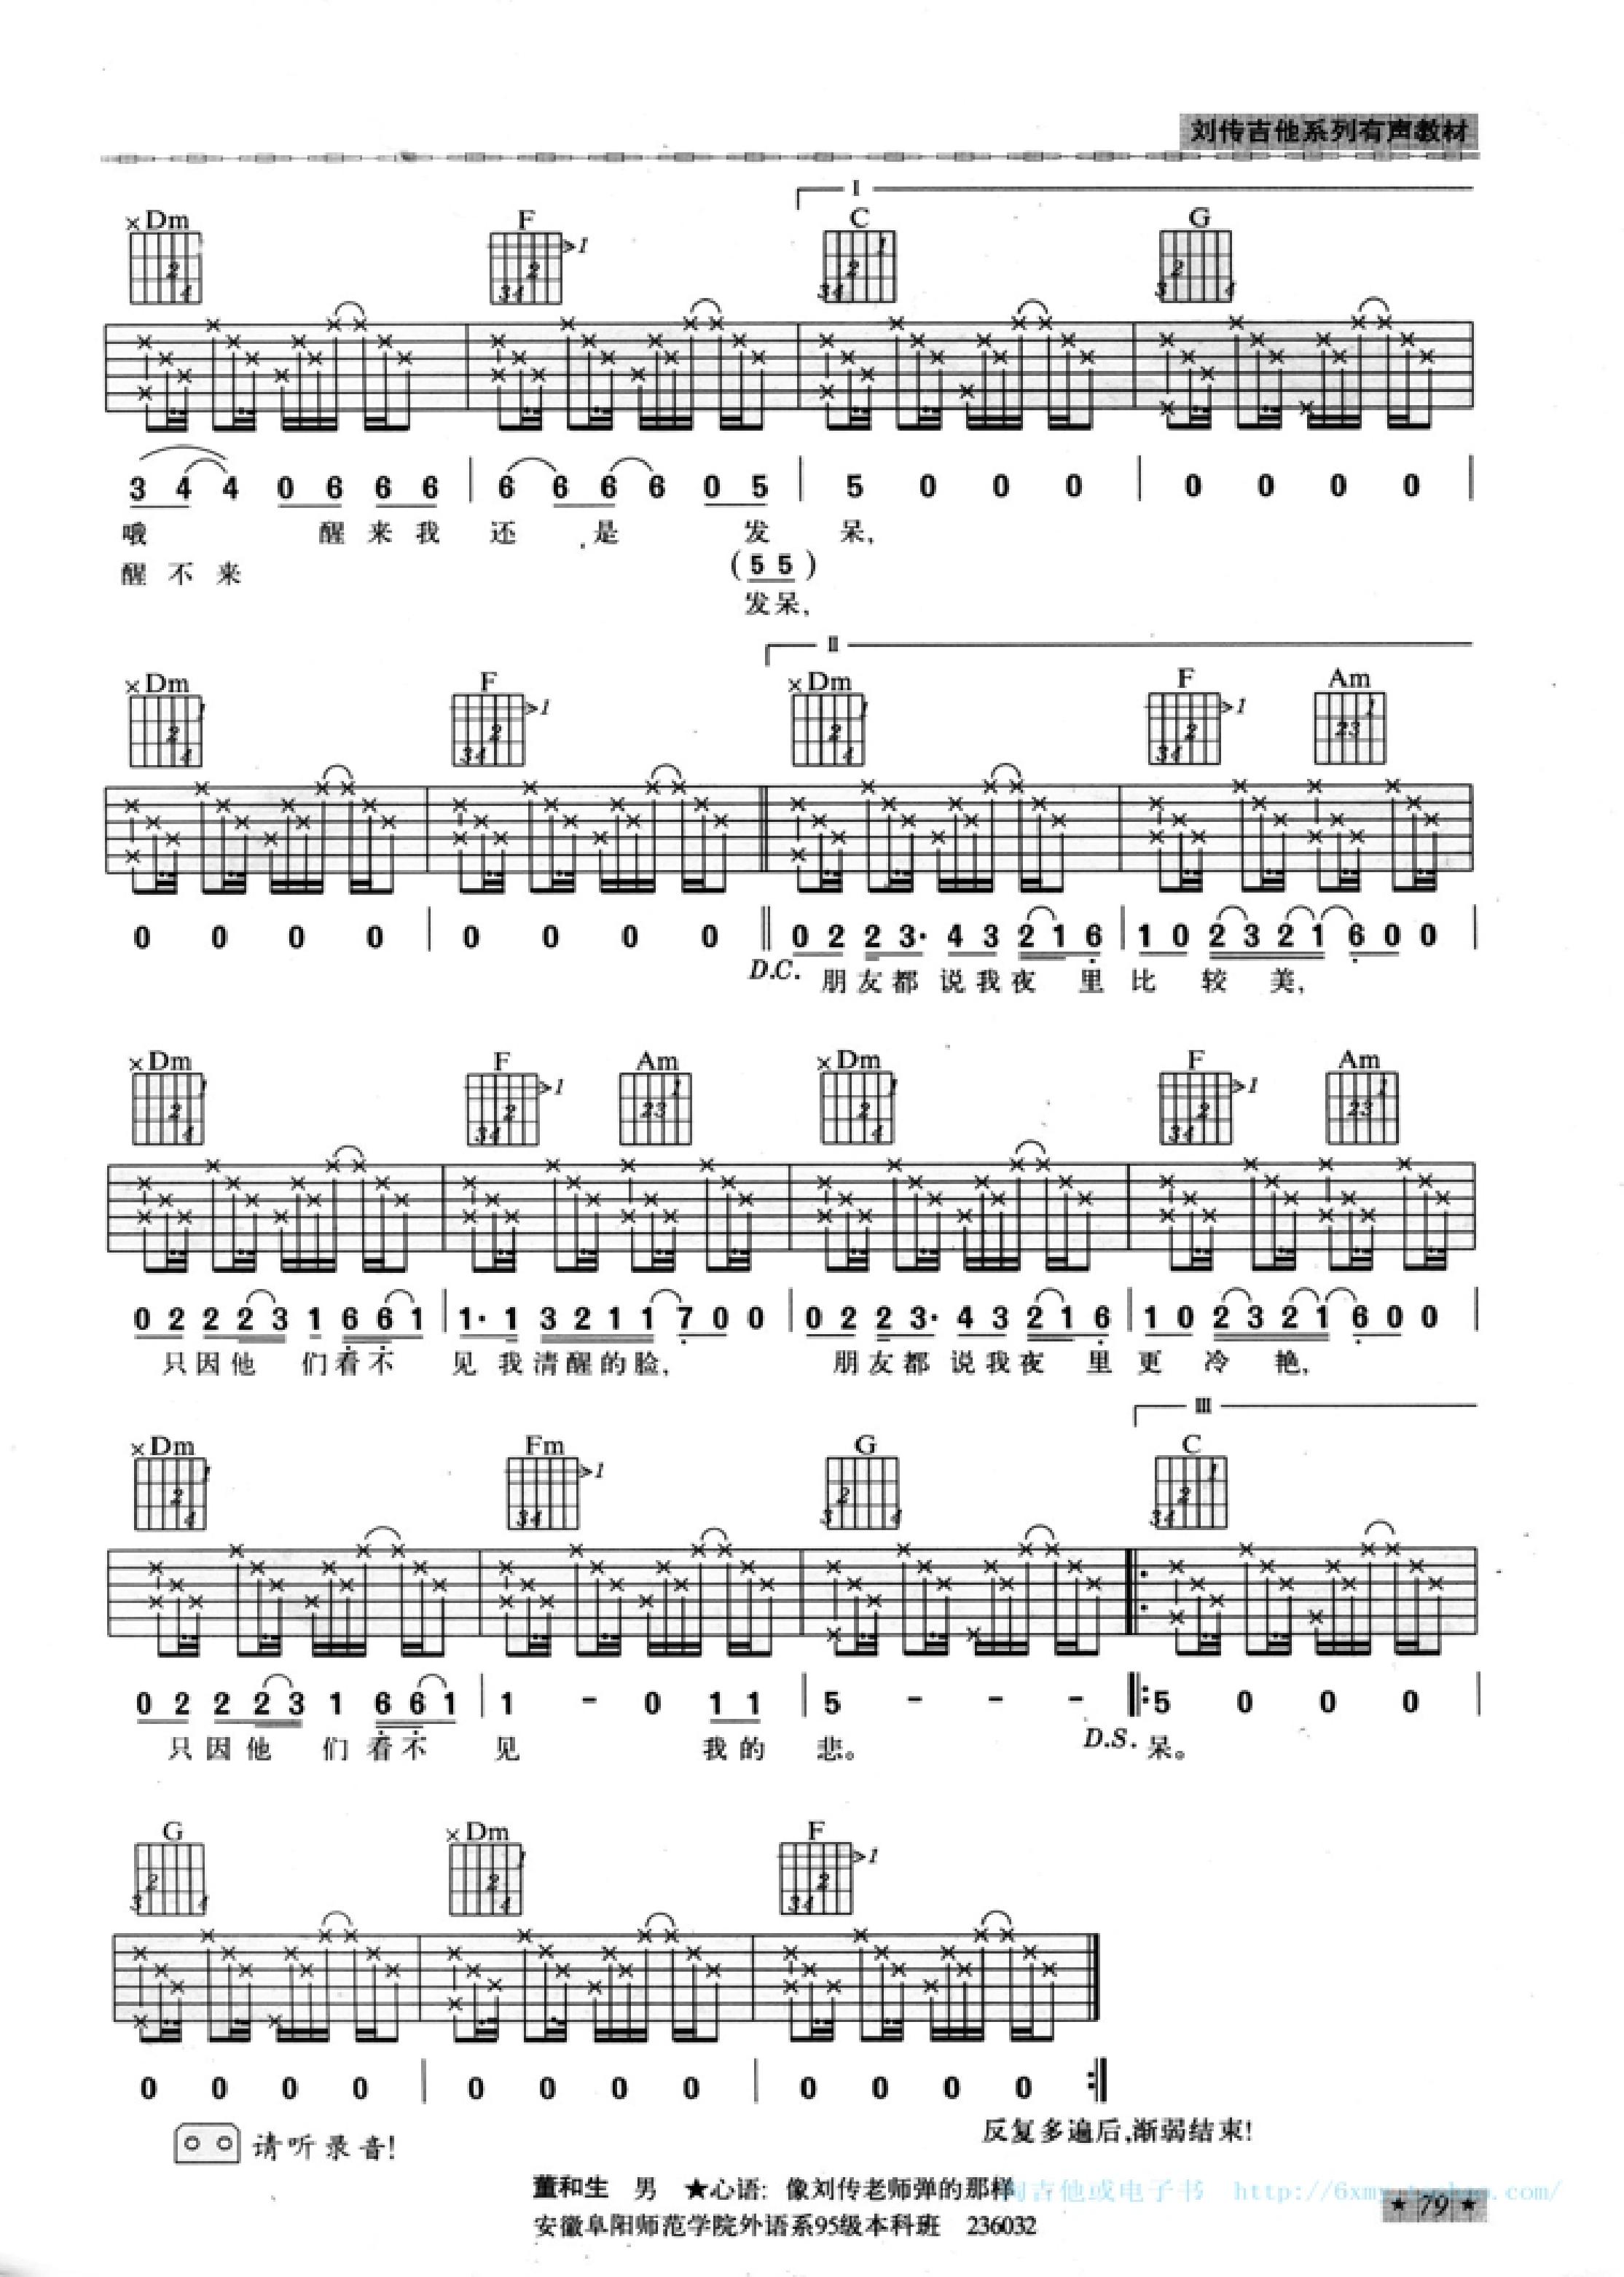 刘传吉他系列有声教材
I
×Dm F C G
3 4 4 0 6 6 6 | 6 6 6 6 0 5 | 5 0 0 0 | 0 0 0 0 |
哦 醒来我 还 是 发 呆,
醒不来 (5 5)
发呆,
II
×Dm F ×Dm F Am
0 0 0 0 | 0 0 0 0 || 0 2 2 3· 4 3 2 1 6 | 1 0 2 3 2 1 6 0 0 |
D.C. 朋友都 说我夜 里 比 较 美,
×Dm F Am ×Dm F Am
0 2 2 2 3 1 6 6 1 | 1· 1 3 2 1 1 7 0 0 | 0 2 2 3· 4 3 2 1 6 | 1 0 2 3 2 1 6 0 0 |
只因他 们看不 见 我清醒的脸, 朋友都 说我夜 里 更 冷 艳,
III
×Dm Fm G C
0 2 2 2 3 1 6 6 1 | 1 - 0 1 1 | 5 - - - ‖: 5 0 0 0 |
只因他 们看不 见 我的 悲。 D.S. 呆。
G ×Dm F
0 0 0 0 | 0 0 0 0 | 0 0 0 0 :‖
请听录音!
反复多遍后,渐弱结束!
董和生 男 ★心语: 像刘传老师弹的那样
淘吉他或电子书
安徽阜阳师范学院外语系95级本科班 236032
★ 79 ★